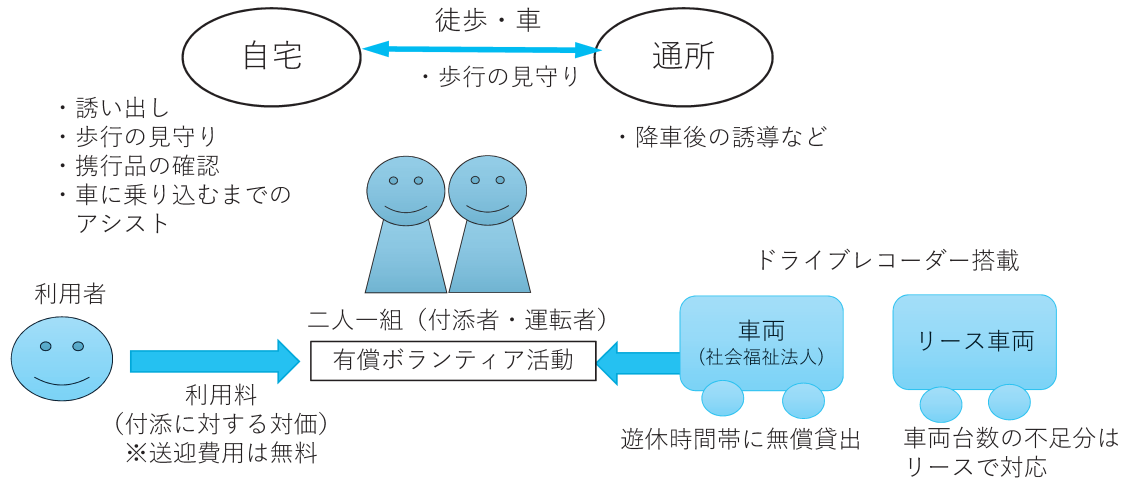 徒歩・車
自宅
通所
・歩行の見守り
・誘い出し
・歩行の見守り
・携行品の確認
・車に乗り込むまでの
アシスト
・降車後の誘導など
ドライブレコーダー搭載
利用者
二人一組（付添者・運転者）
有償ボランティア活動
車両
（社会福祉法人）
リース車両
利用料
（付添に対する対価）
※送迎費用は無料
遊休時間帯に無償貸出
車両台数の不足分は
リースで対応